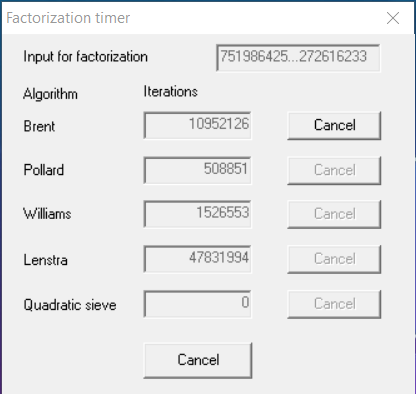 Factorization timer
Input for factorization 751986425...272616233
Algorithm Iterations
Brent 10952126 Cancel
Pollard 508851 Cancel
Williams 1526553 Cancel
Lenstra 47831994 Cancel
Quadratic sieve 0 Cancel
Cancel